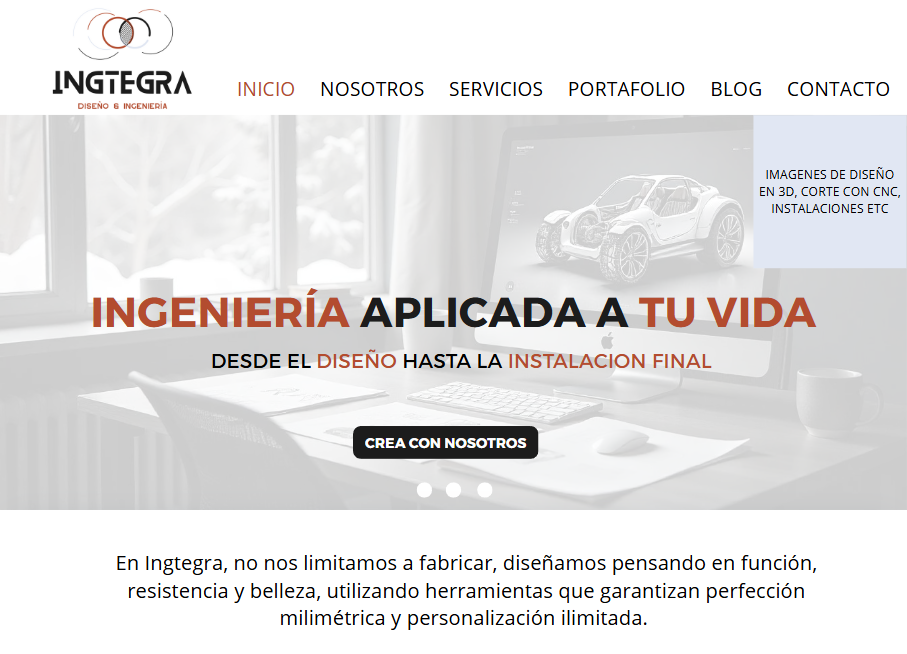 INGTEGRA
DISEÑO & INGENIERÍA
INICIO NOSOTROS SERVICIOS PORTAFOLIO BLOG CONTACTO
IMAGENES DE DISEÑO
EN 3D, CORTE CON CNC,
INSTALACIONES ETC
INGENIERÍA APLICADA A TU VIDA
DESDE EL DISEÑO HASTA LA INSTALACION FINAL
CREA CON NOSOTROS
En Ingtegra, no nos limitamos a fabricar, diseñamos pensando en función,
resistencia y belleza, utilizando herramientas que garantizan perfección
milimétrica y personalización ilimitada.